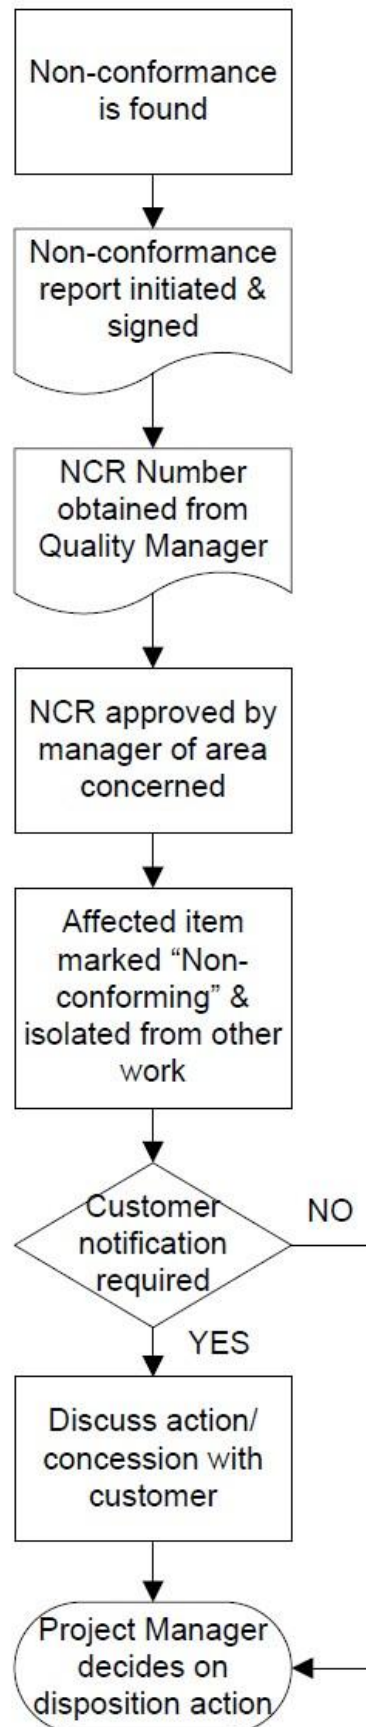 Non-conformance
is found
Non-conformance
report initiated &
signed
NCR Number
obtained from
Quality Manager
NCR approved by
manager of area
concerned
Affected item
marked “Non-
conforming” &
isolated from other
work
Customer
notification
required
NO
YES
Discuss action/
concession with
customer
Project Manager
decides on
disposition action